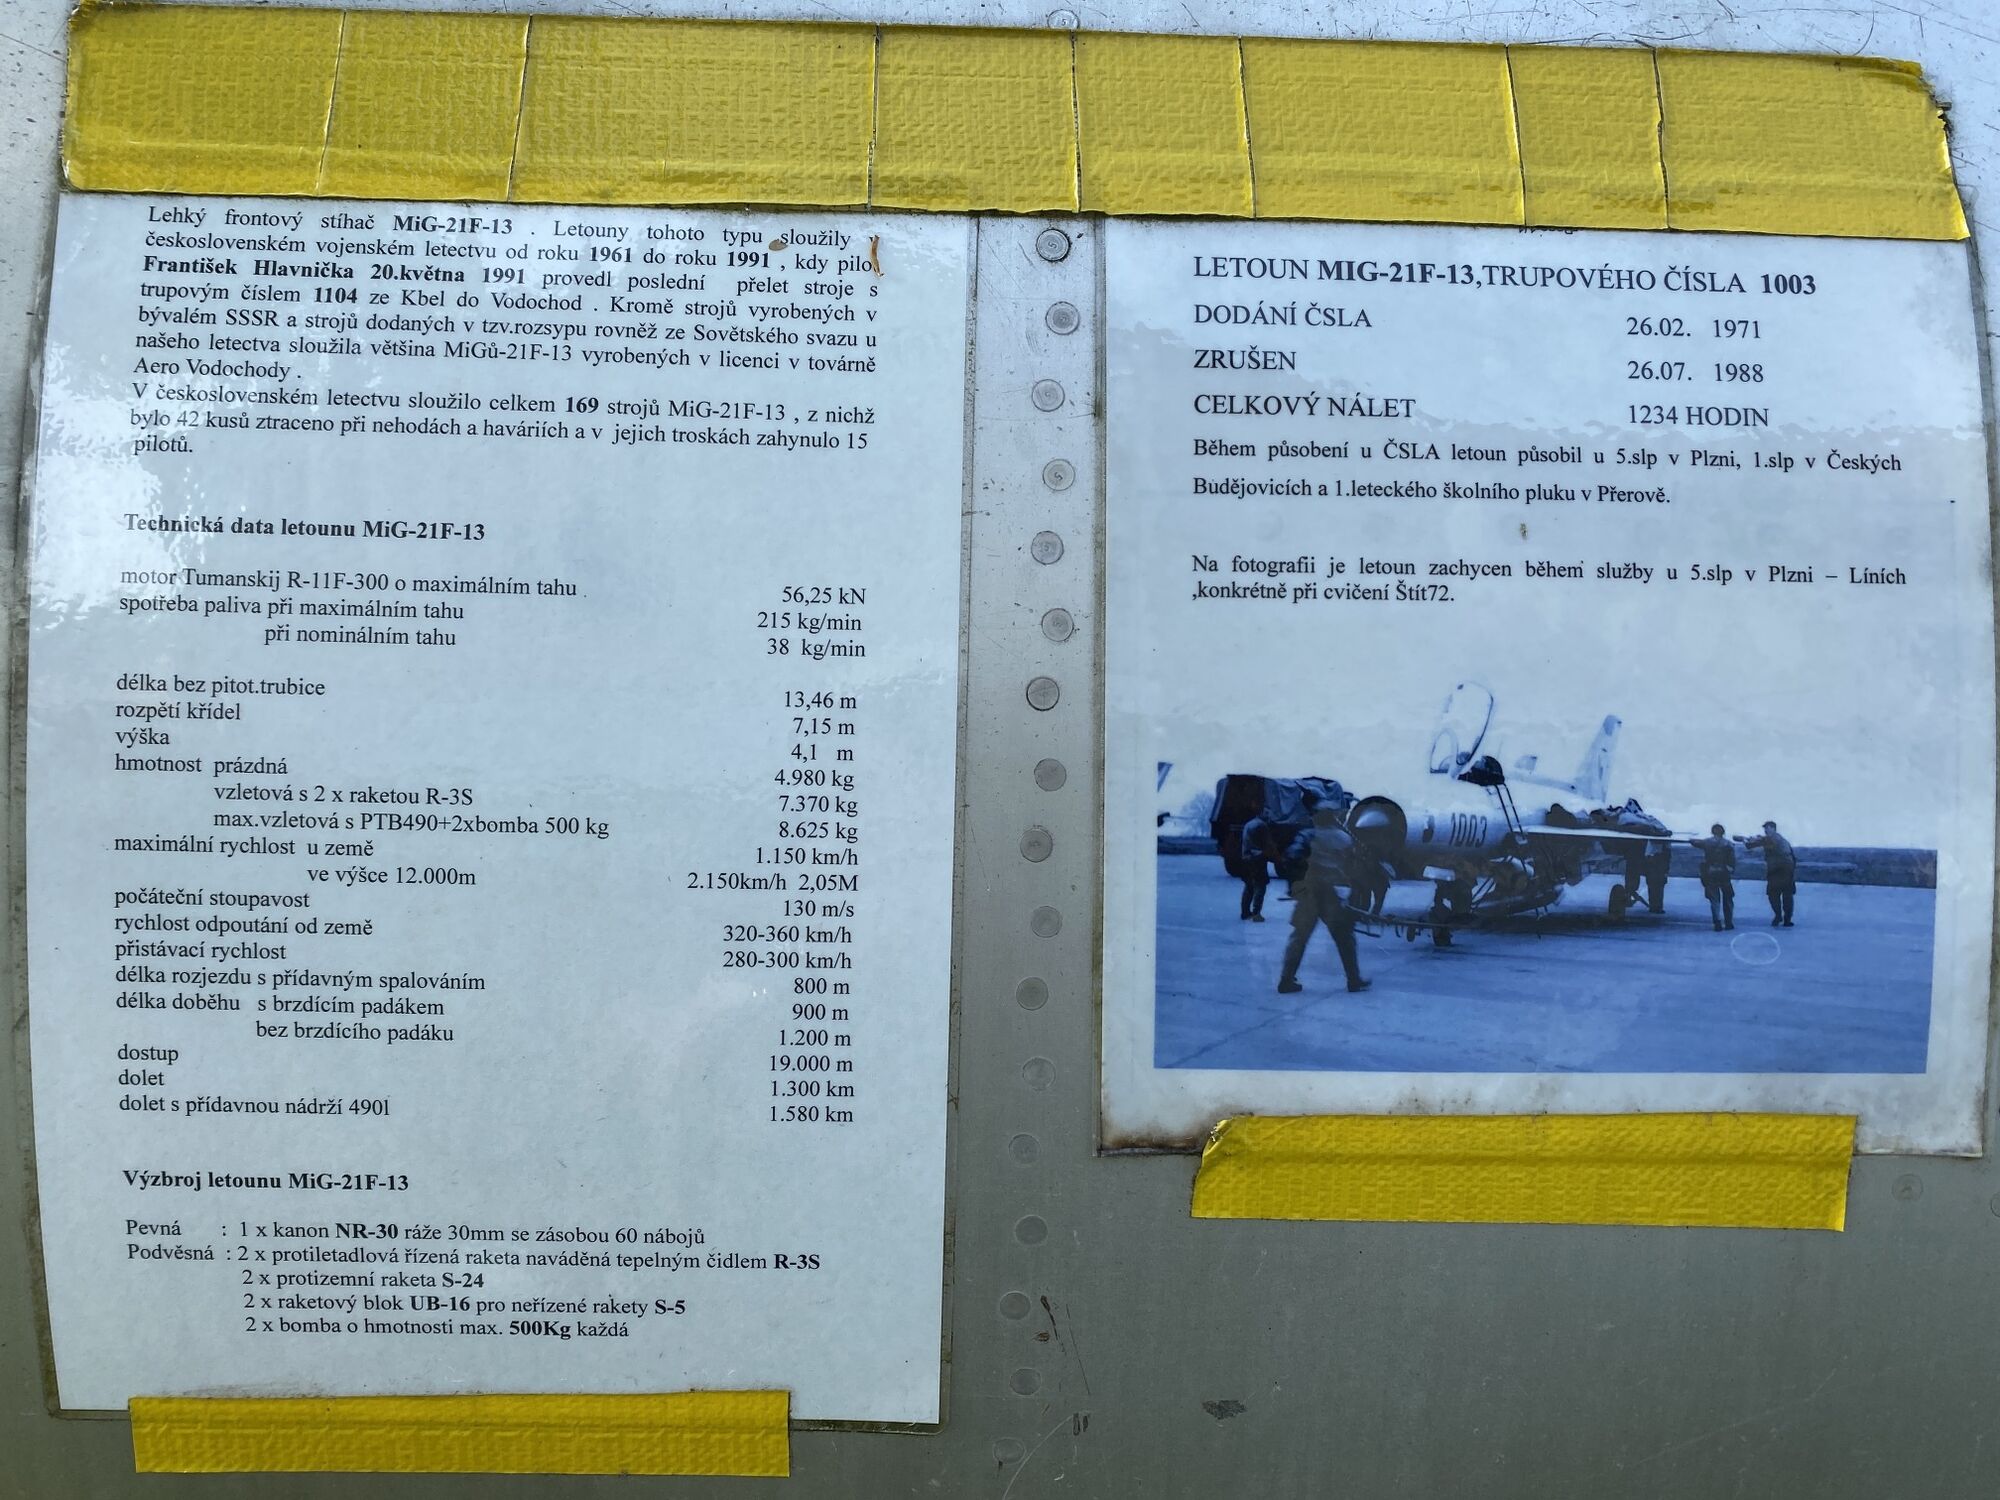 Lehký frontový stíhač MiG-21F-13 . Letouny tohoto typu sloužily v
československém vojenském letectvu od roku 1961 do roku 1991 , kdy pilot
František Hlavnička 20.května 1991 provedl poslední přelet stroje s
trupovým číslem 1104 ze Kbel do Vodochod . Kromě strojů vyrobených v
bývalém SSSR a strojů dodaných v tzv.rozsypu rovněž ze Sovětského svazu u
našeho letectva sloužila většina MiGů-21F-13 vyrobených v licenci v továrně
Aero Vodochody .
V československém letectvu sloužilo celkem 169 strojů MiG-21F-13 , z nichž
bylo 42 kusů ztraceno při nehodách a haváriích a v jejich troskách zahynulo 15
pilotů.
Technická data letounu MiG-21F-13
motor Tumanskij R-11F-300 o maximálním tahu 56,25 kN
spotřeba paliva při maximálním tahu 215 kg/min
při nominálním tahu 38 kg/min
délka bez pitot.trubice 13,46 m
rozpětí křídel 7,15 m
výška 4,1 m
hmotnost prázdná 4.980 kg
vzletová s 2 x raketou R-3S 7.370 kg
max.vzletová s PTB490+2xbomba 500 kg 8.625 kg
maximální rychlost u země 1.150 km/h
ve výšce 12.000m 2.150km/h 2,05M
počáteční stoupavost 130 m/s
rychlost odpoutání od země 320-360 km/h
přistávací rychlost 280-300 km/h
délka rozjezdu s přídavným spalováním 800 m
délka doběhu s brzdícím padákem 900 m
bez brzdícího padáku 1.200 m
dostup 19.000 m
dolet 1.300 km
dolet s přídavnou nádrží 490l 1.580 km
Výzbroj letounu MiG-21F-13
Pevná : 1 x kanon NR-30 ráže 30mm se zásobou 60 nábojů
Podvěsná : 2 x protiletadlová řízená raketa naváděná tepelným čidlem R-3S
2 x protizemní raketa S-24
2 x raketový blok UB-16 pro neřízené rakety S-5
2 x bomba o hmotnosti max. 500Kg každá
LETOUN MIG-21F-13,TRUPOVÉHO ČÍSLA 1003
DODÁNÍ ČSLA 26.02. 1971
ZRUŠEN 26.07. 1988
CELKOVÝ NÁLET 1234 HODIN
Během působení u ČSLA letoun působil u 5.slp v Plzni, 1.slp v Českých
Budějovicích a 1.leteckého školního pluku v Přerově.
Na fotografii je letoun zachycen během služby u 5.slp v Plzni – Líních
,konkrétně při cvičení Štít72.
1003